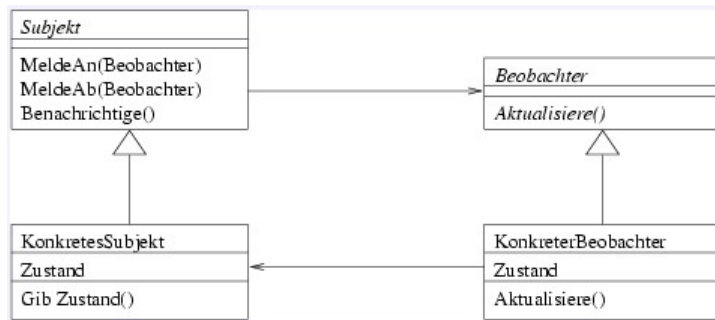 Subjekt
MeldeAn(Beobachter)
MeldeAb(Beobachter)
Benachrichtige()
Beobachter
Aktualisiere()
KonkretesSubjekt
Zustand
Gib Zustand()
KonkreterBeobachter
Zustand
Aktualisiere()